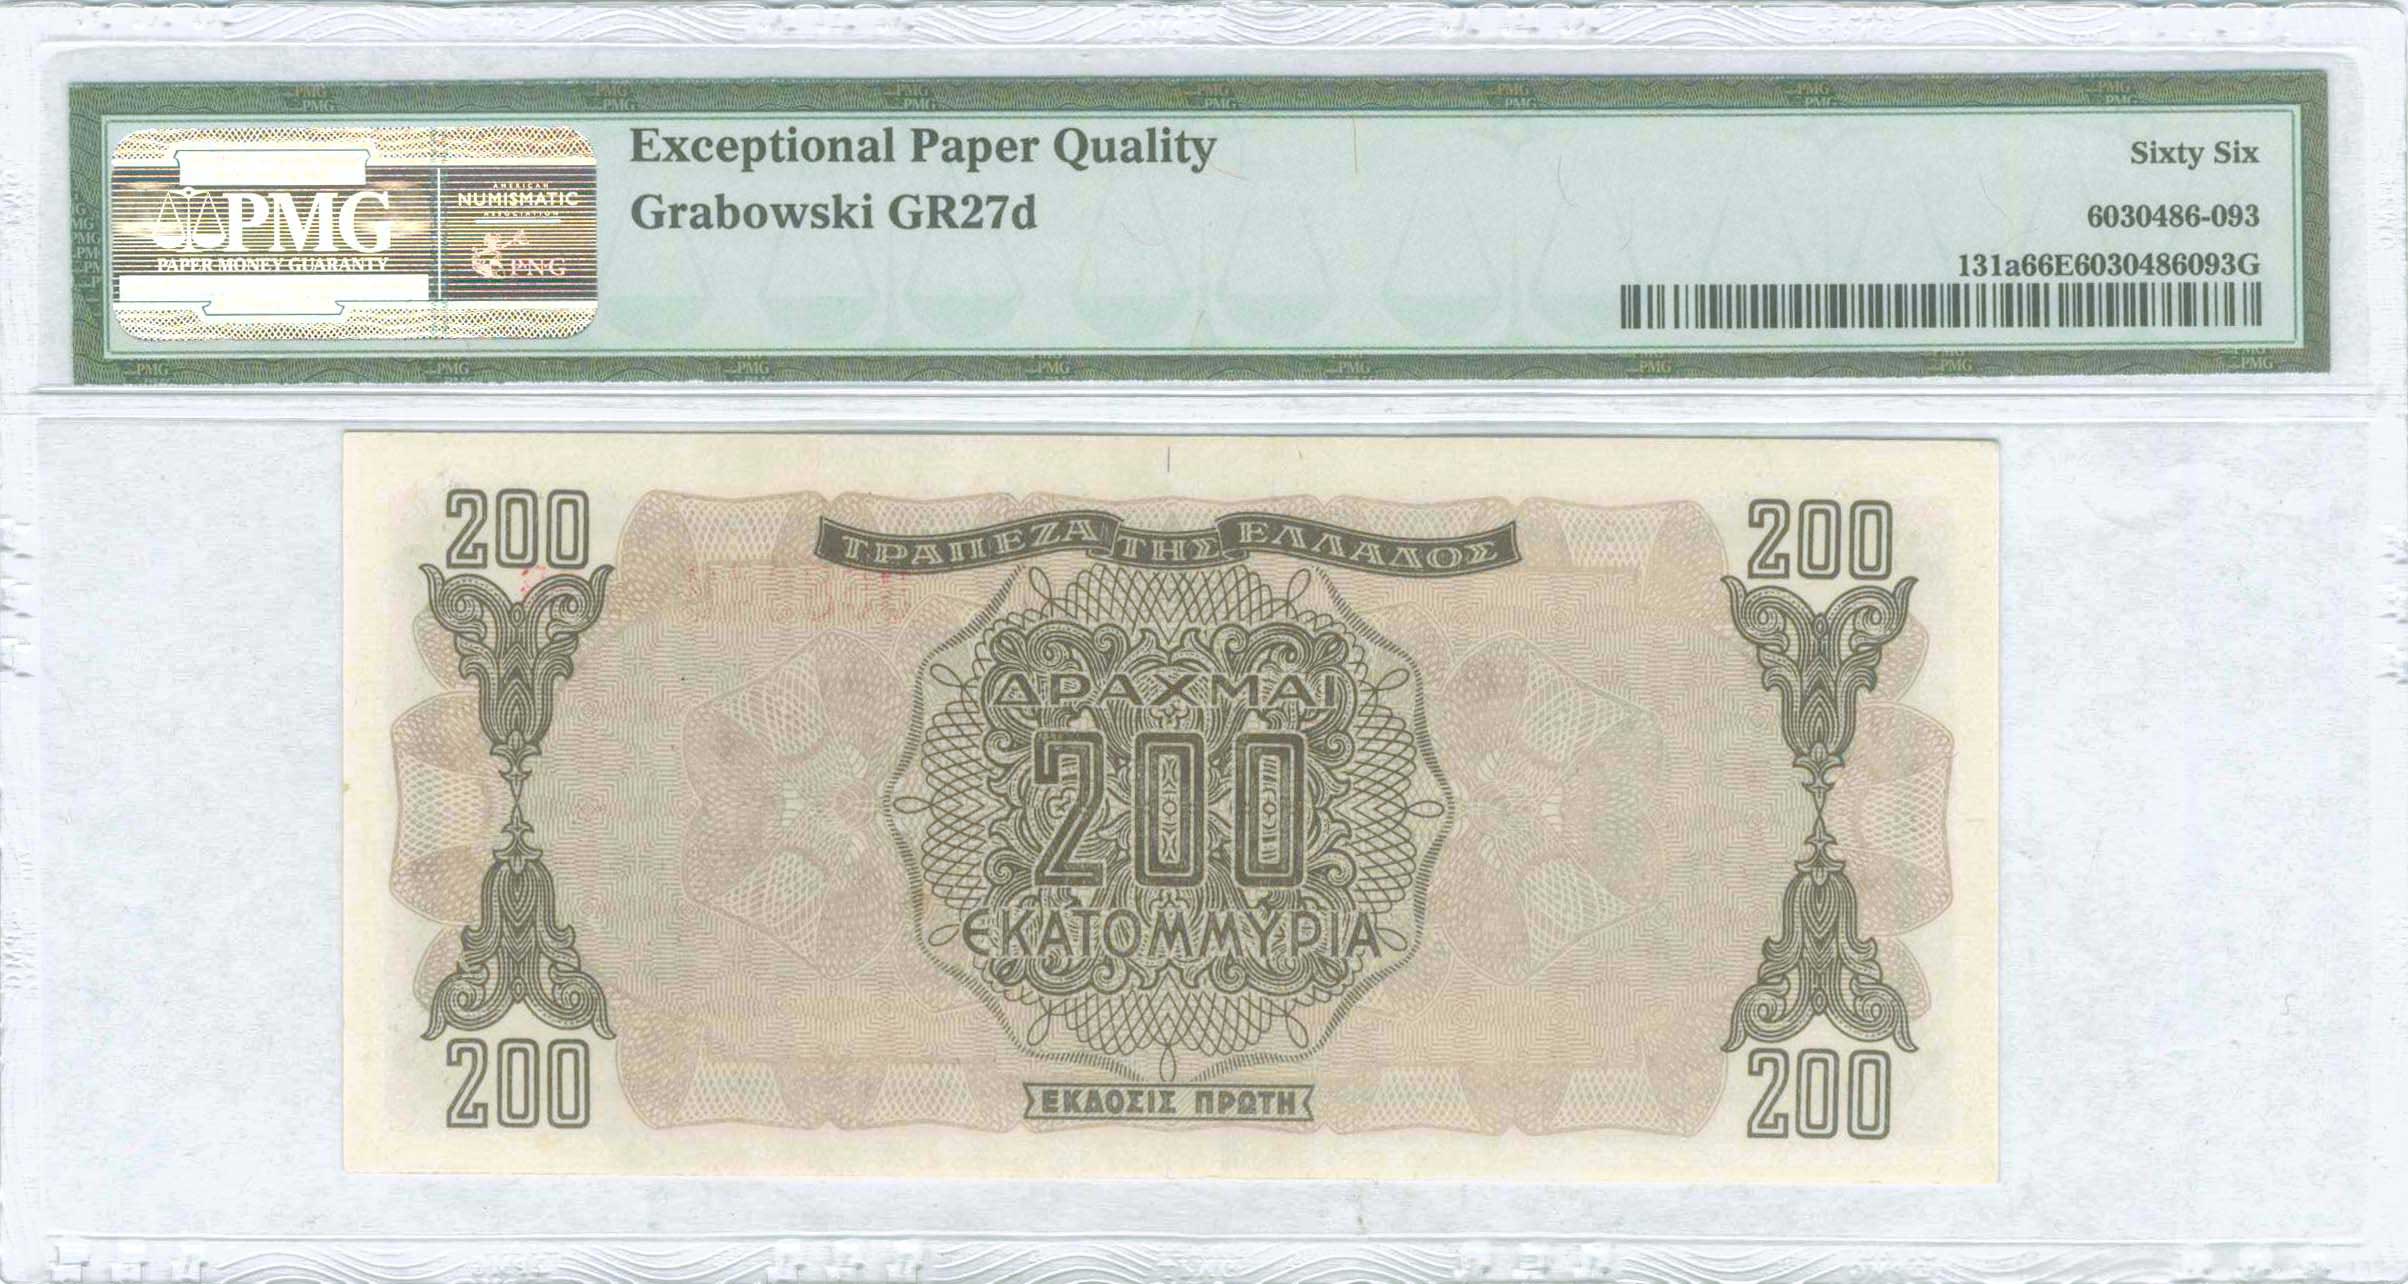 Exceptional Paper Quality
Grabowski GR27d
Sixty Six
6030486-093
131a66E6030486093G
PMG
PAPER MONEY GUARANTY
AMERICAN
NUMISMATIC
ASSOCIATION
PNG
200
200
ΤΡΑΠΕΖΑ ΤΗΣ ΕΛΛΑΔΟΣ
ΔΡΑΧΜΑΙ
200
ΕΚΑΤΟΜΜΥΡΙΑ
200
200
ΕΚΔΟΣΙΣ ΠΡΩΤΗ